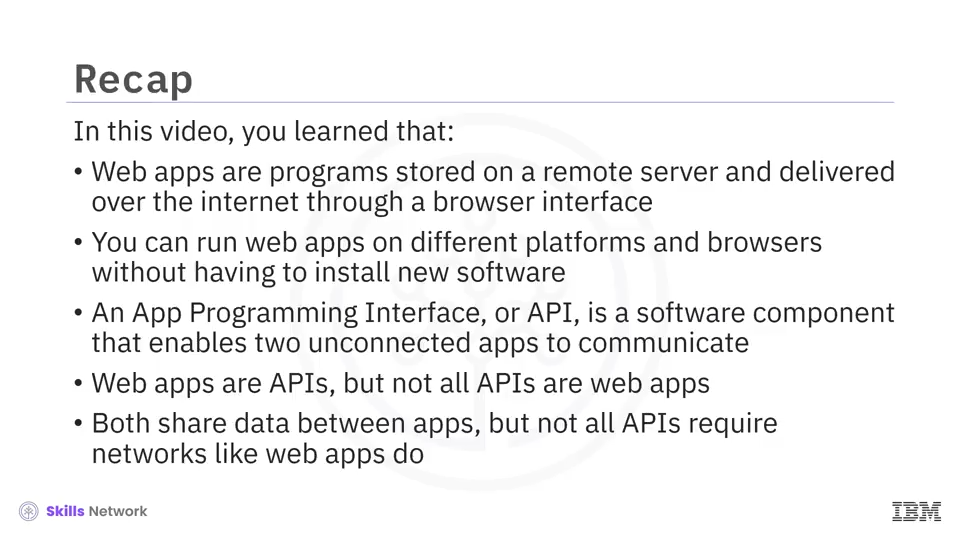 Recap
In this video, you learned that:
• Web apps are programs stored on a remote server and delivered
over the internet through a browser interface
• You can run web apps on different platforms and browsers
without having to install new software
• An App Programming Interface, or API, is a software component
that enables two unconnected apps to communicate
• Web apps are APIs, but not all APIs are web apps
• Both share data between apps, but not all APIs require
networks like web apps do
Skills Network
IBM